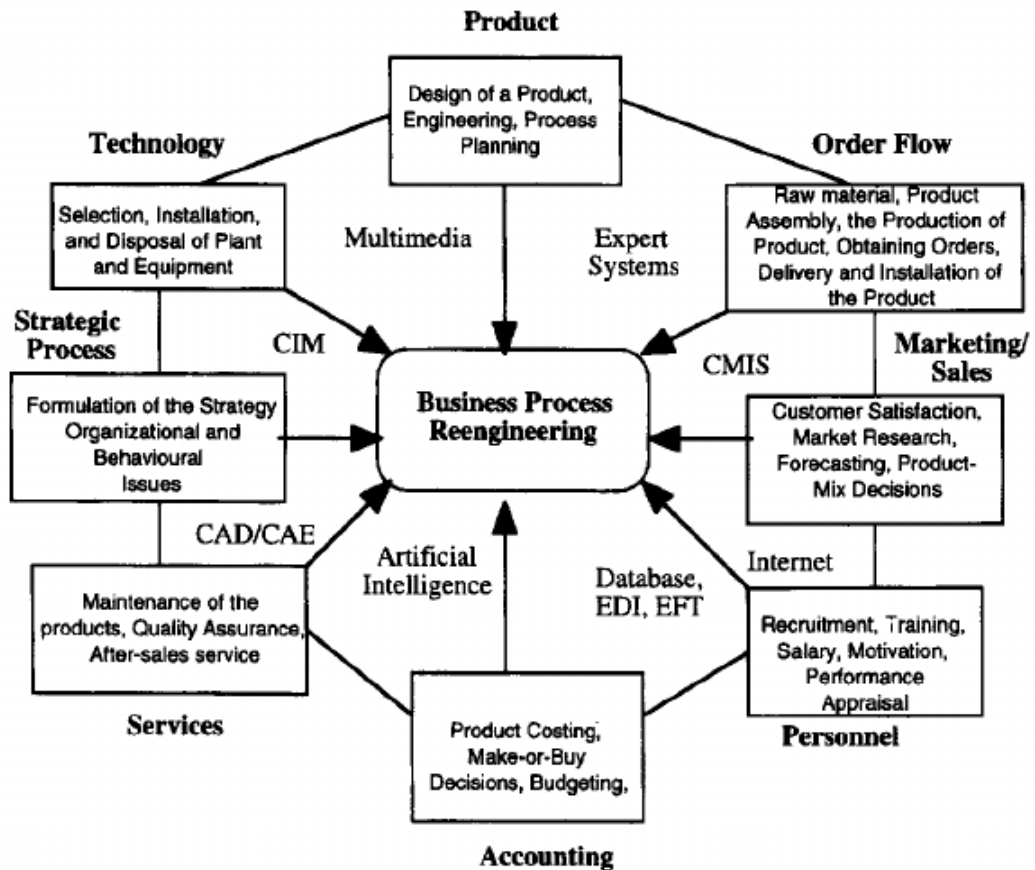 Product
Design of a Product,
Engineering, Process
Planning
Technology
Selection, Installation,
and Disposal of Plant
and Equipment
Order Flow
Raw material, Product
Assembly, the Production of
Product, Obtaining Orders,
Delivery and Installation of
the Product
Multimedia
Expert
Systems
Strategic
Process
CIM
CMIS
Marketing/
Sales
Formulation of the Strategy
Organizational and
Behavioural
Issues
Business Process
Reengineering
Customer Satisfaction,
Market Research,
Forecasting, Product-
Mix Decisions
CAD/CAE
Artificial
Intelligence
Database,
EDI, EFT
Internet
Maintenance of the
products, Quality Assurance,
After-sales service
Services
Recruitment, Training,
Salary, Motivation,
Performance
Appraisal
Personnel
Product Costing,
Make-or-Buy
Decisions, Budgeting,
Accounting